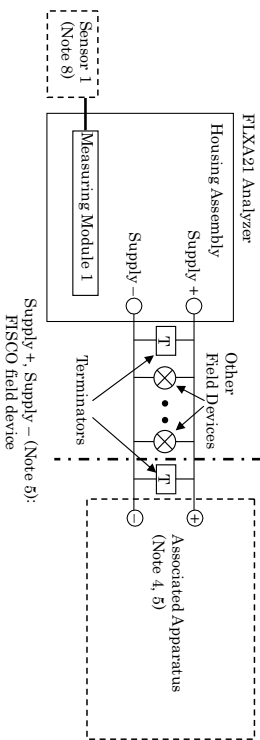 FLXA21 Analyzer
Housing Assembly
Supply +
Supply –
Measuring Module 1
Sensor 1
(Note 8)
Other
Field Devices
T
T
Terminators
+
–
Associated Apparatus
(Note 4, 5)
Supply +, Supply – (Note 5):
FISCO field device